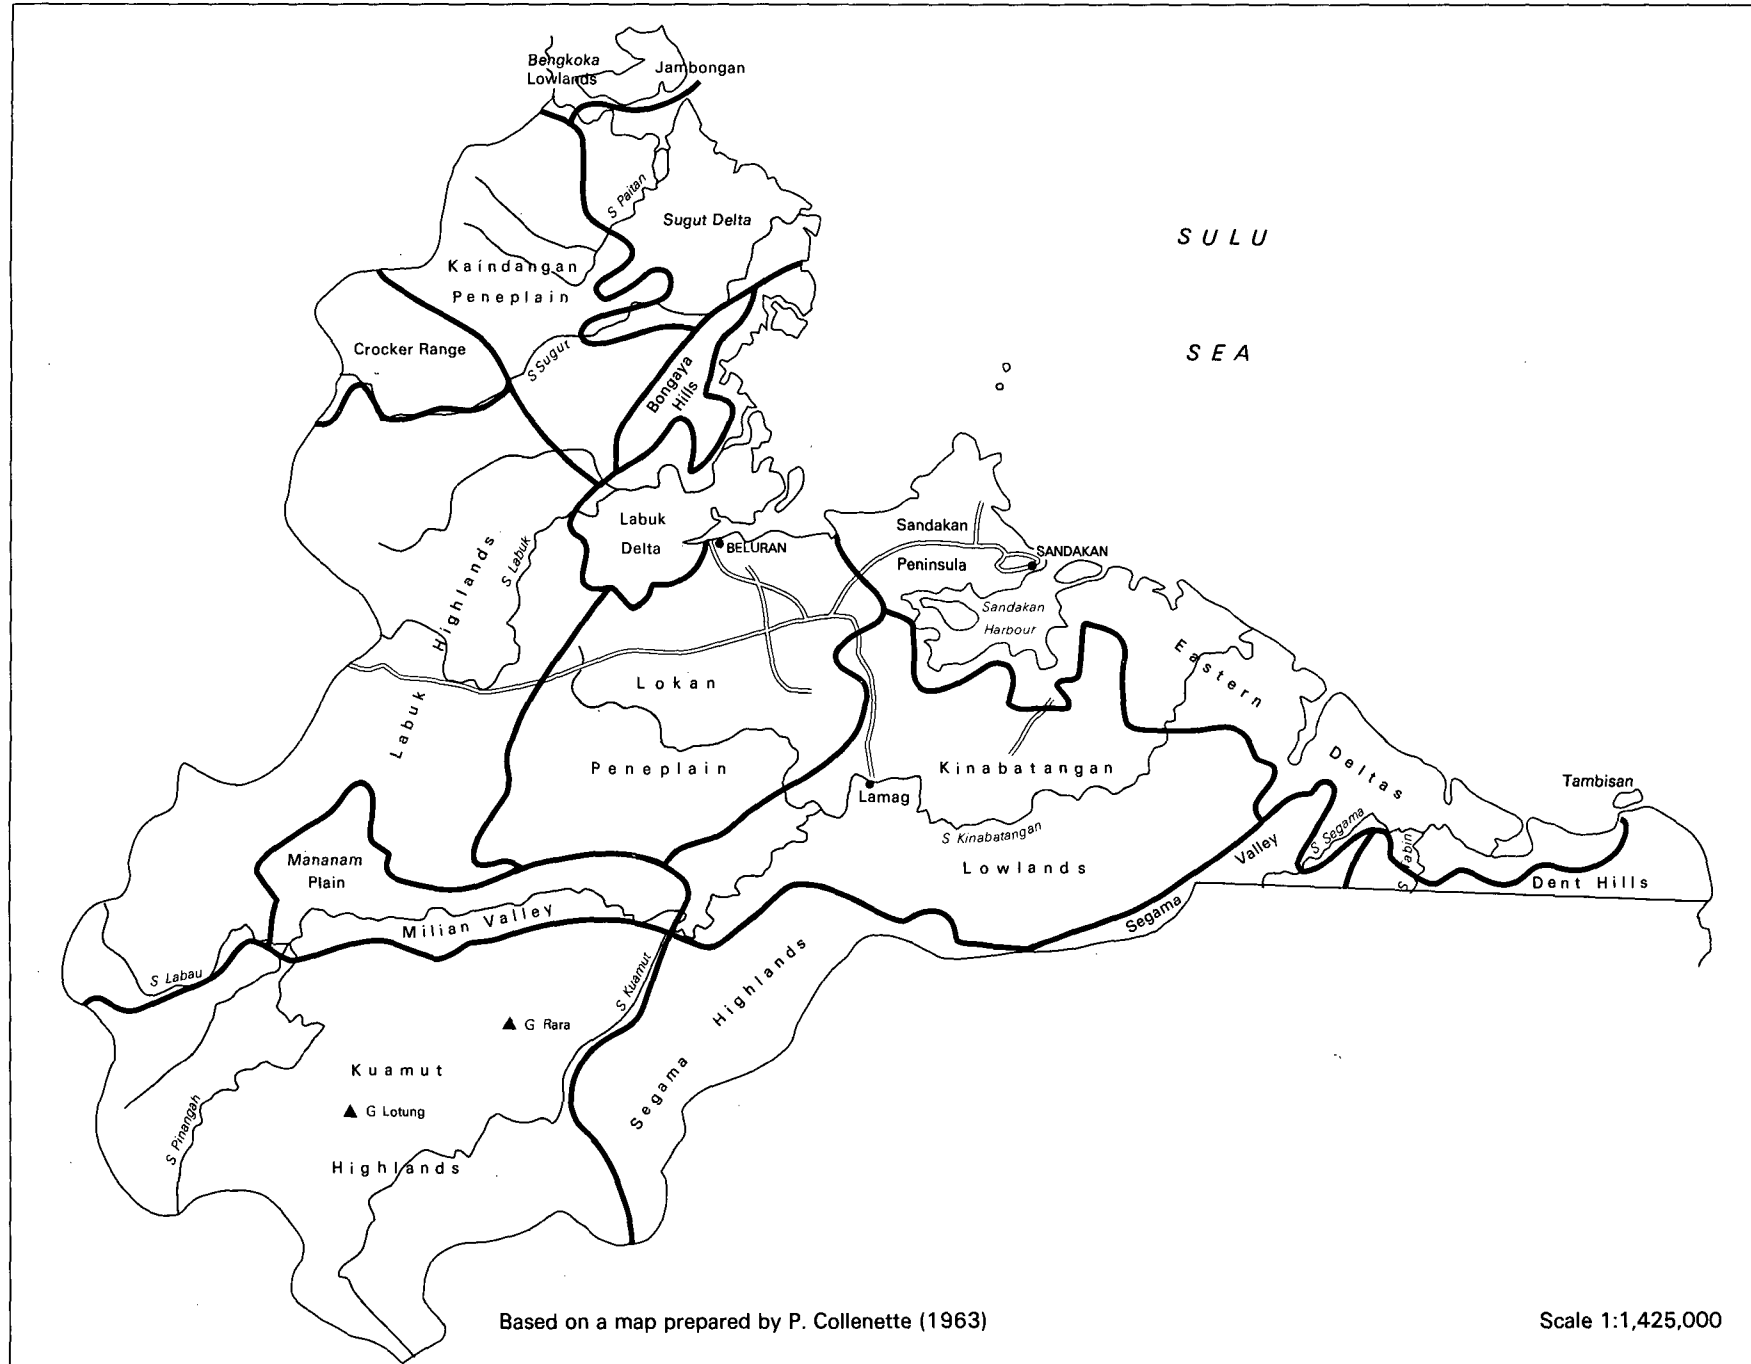 Bengkoka
Lowlands
Jambongan
S Paitan
Sugut Delta
SULU
Kaindangan
Peneplain
Crocker Range
S Sugut
SEA
Bongaya
Hills
Labuk
Delta
BELURAN
Sandakan
Peninsula
SANDAKAN
Sandakan
Harbour
S Labuk
Labuk
Highlands
Eastern
Deltas
Lokan
Peneplain
Kinabatangan
Lowlands
Lamag
S Kinabatangan
Tambisan
S Segama
Segama
Valley
Dent Hills
Mananam
Plain
Milian Valley
S Labau
S Kuamut
Segama
Highlands
G Rara
Kuamut
G Lotung
Highlands
S Pinangah
Based on a map prepared by P. Collenette (1963)
Scale 1:1,425,000